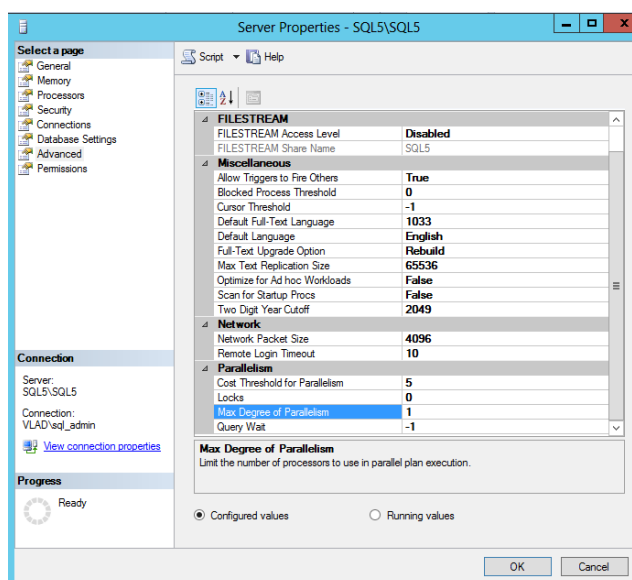 Server Properties - SQL5\SQL5
Select a page
General
Memory
Processors
Security
Connections
Database Settings
Advanced
Permissions
Connection
Server:
SQL5\SQL5
Connection:
VLAD\sql_admin
View connection properties
Progress
Ready
Script Help
FILESTREAM
FILESTREAM Access Level Disabled
FILESTREAM Share Name SQL5
Miscellaneous
Allow Triggers to Fire Others True
Blocked Process Threshold 0
Cursor Threshold -1
Default Full-Text Language 1033
Default Language English
Full-Text Upgrade Option Rebuild
Max Text Replication Size 65536
Optimize for Ad hoc Workloads False
Scan for Startup Procs False
Two Digit Year Cutoff 2049
Network
Network Packet Size 4096
Remote Login Timeout 10
Parallelism
Cost Threshold for Parallelism 5
Locks 0
Max Degree of Parallelism 1
Query Wait -1
Max Degree of Parallelism
Limit the number of processors to use in parallel plan execution.
Configured values Running values
OK Cancel